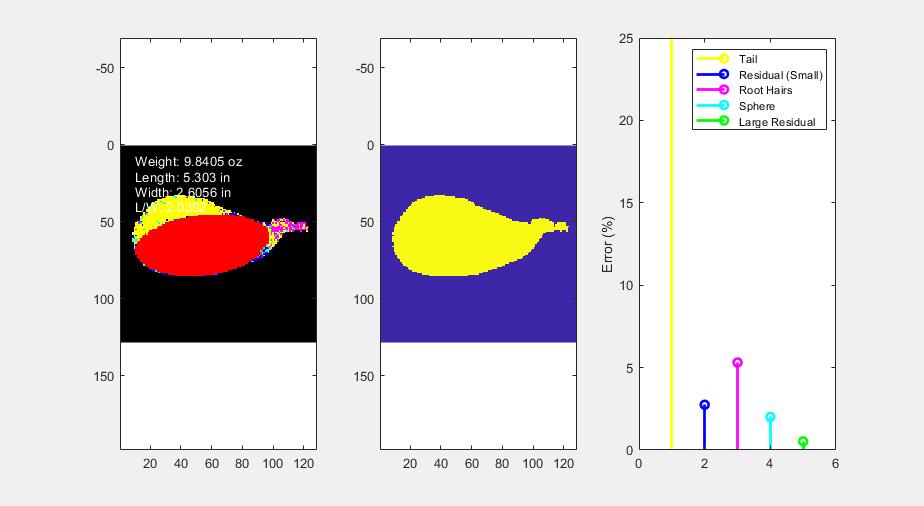 -50
0
50
100
150
20 40 60 80 100 120
Weight: 9.8405 oz
Length: 5.303 in
Width: 2.6056 in
L/W: 2.0352
-50
0
50
100
150
20 40 60 80 100 120
Error (%)
25
20
15
10
5
0
0 2 4 6
Tail
Residual (Small)
Root Hairs
Sphere
Large Residual